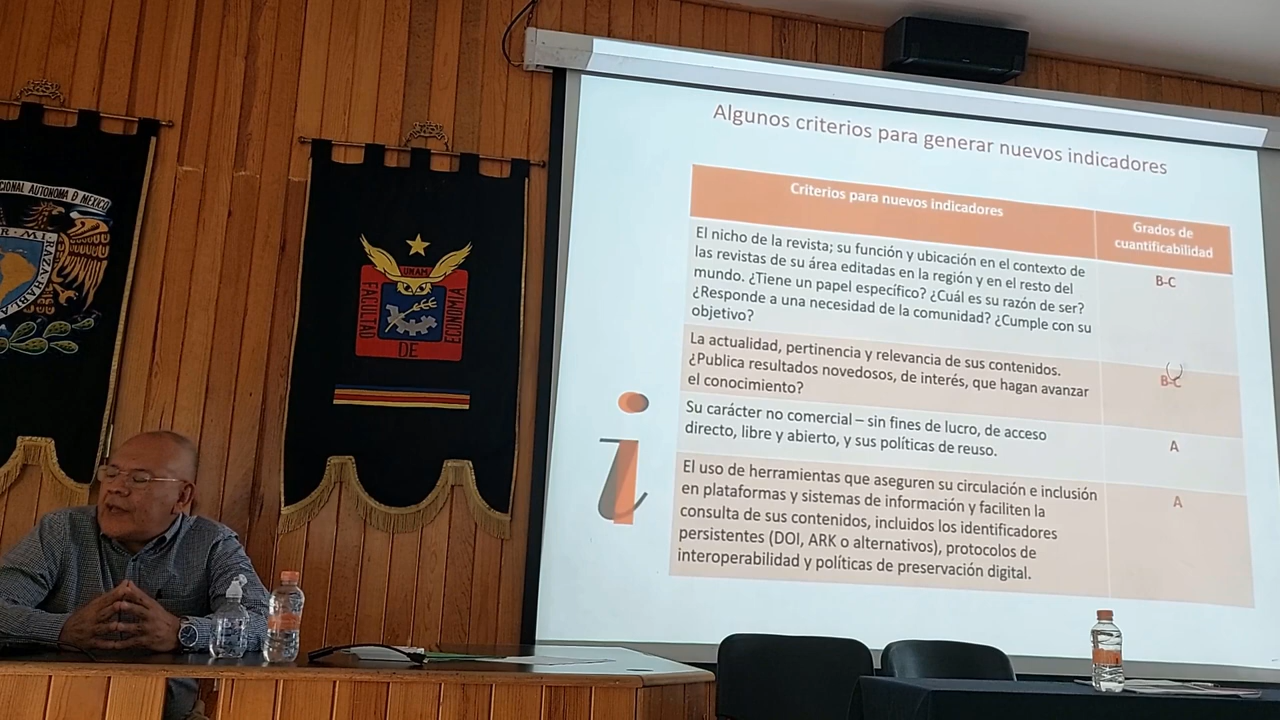 CIONAL AUTONOMA D MEXICO
R·MI·RAZA·HABLA
UNAM
FACULTAD
DE
ECONOMIA
Algunos criterios para generar nuevos indicadores
Criterios para nuevos indicadores
Grados de
cuantificabilidad
El nicho de la revista; su función y ubicación en el contexto de
las revistas de su área editadas en la región y en el resto del
mundo. ¿Tiene un papel específico? ¿Cuál es su razón de ser?
¿Responde a una necesidad de la comunidad? ¿Cumple con su
objetivo?
B-C
La actualidad, pertinencia y relevancia de sus contenidos.
¿Publica resultados novedosos, de interés, que hagan avanzar
el conocimiento?
B-C
Su carácter no comercial – sin fines de lucro, de acceso
directo, libre y abierto, y sus políticas de reuso.
A
El uso de herramientas que aseguren su circulación e inclusión
en plataformas y sistemas de información y faciliten la
consulta de sus contenidos, incluidos los identificadores
persistentes (DOI, ARK o alternativos), protocolos de
interoperabilidad y políticas de preservación digital.
A
i